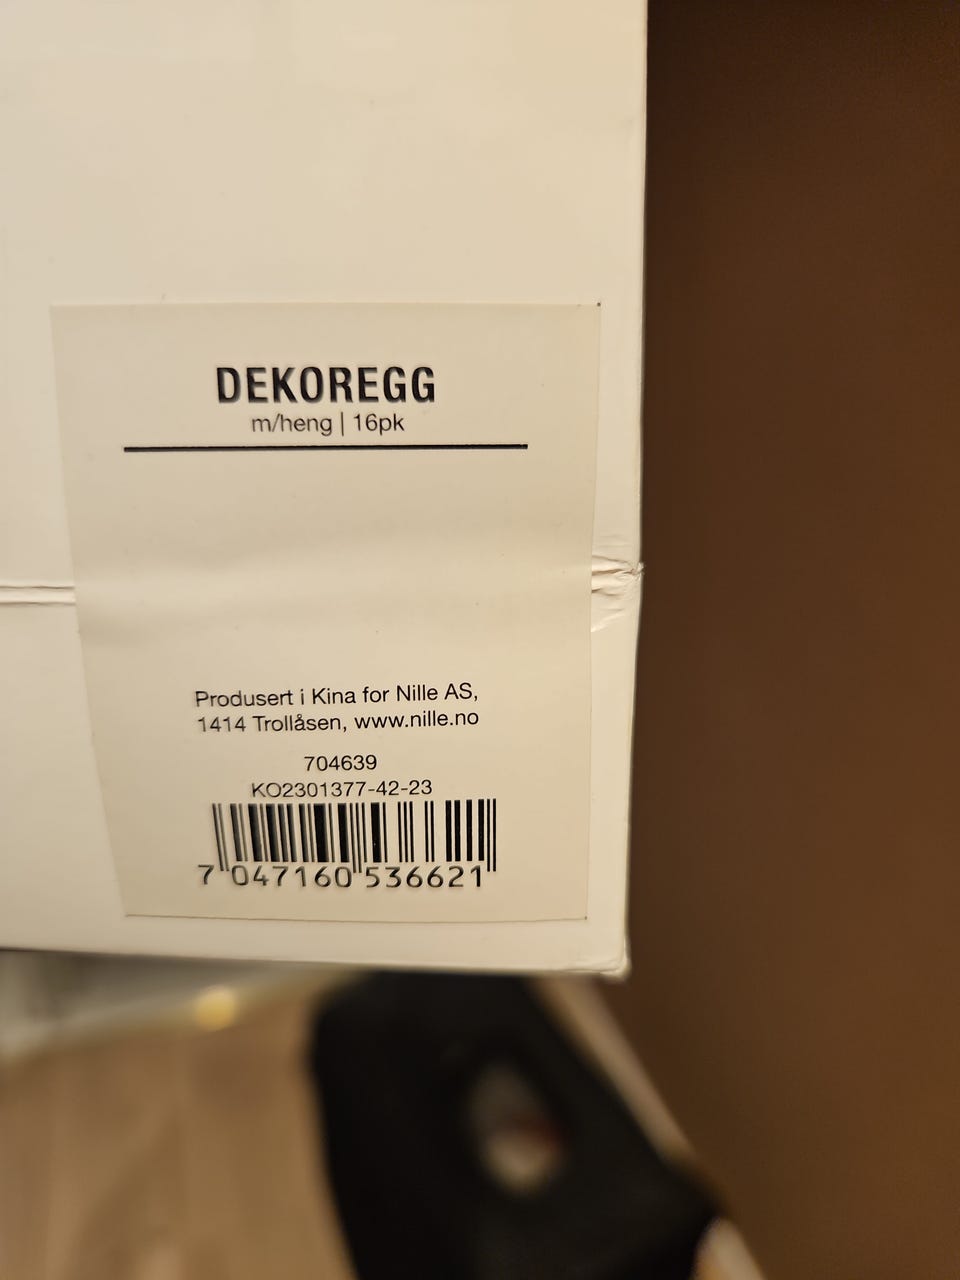 DEKOREGG
m/heng | 16pk
Produsert i Kina for Nille AS,
1414 Trollåsen, www.nille.no
704639
KO2301377-42-23
7 047160 536621